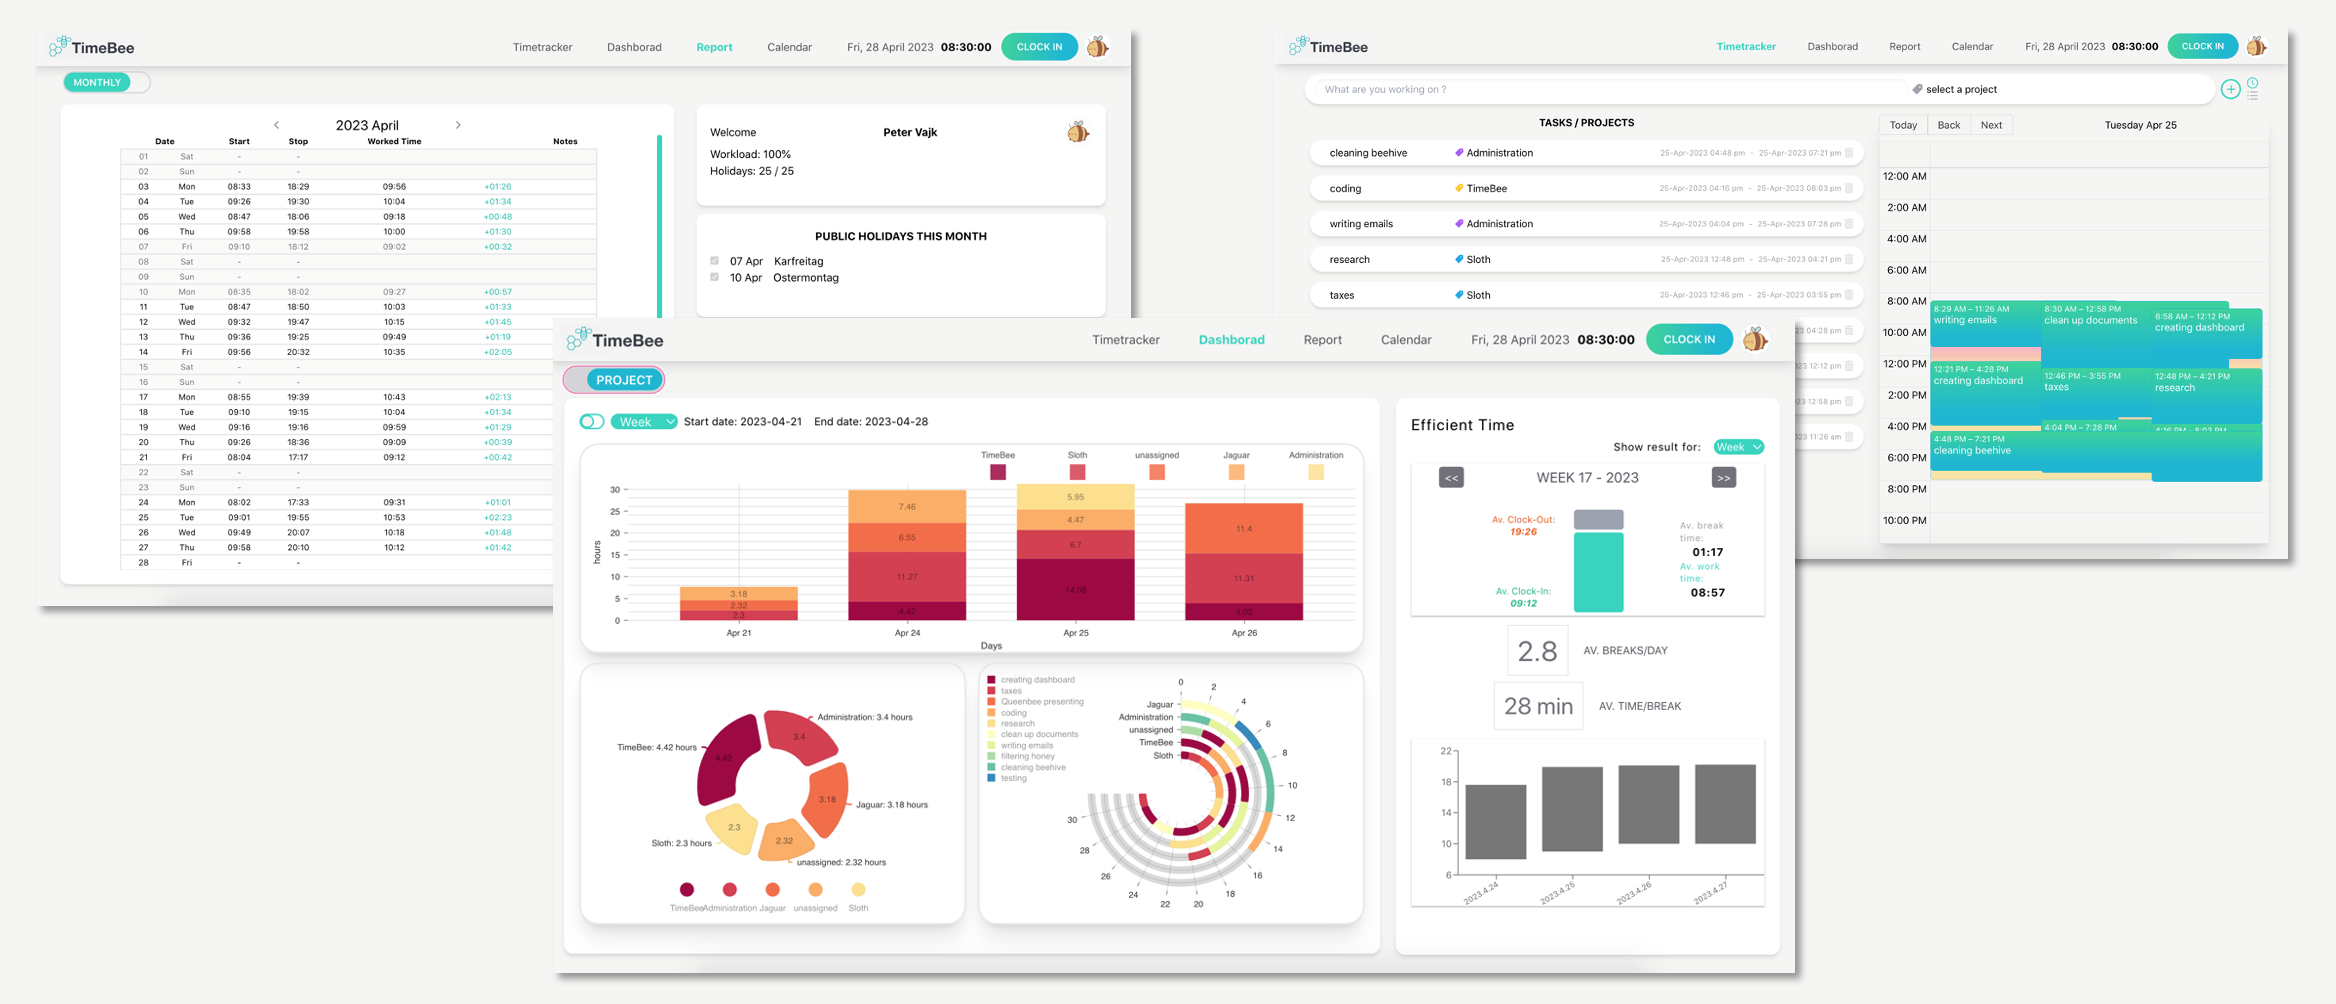 TimeBee
Timetracker Dashborad Report Calendar Fri, 28 April 2023 08:30:00 CLOCK IN
MONTHLY
< 2023 April >
Date Start Stop Worked Time Notes
01 Sat - -
02 Sun - -
03 Mon 08:33 18:29 09:56 +01:26
04 Tue 09:26 19:30 10:04 +01:34
05 Wed 08:47 18:06 09:18 +00:48
06 Thu 09:58 19:58 10:00 +01:30
07 Fri 09:10 18:12 09:02 +00:32
08 Sat - -
09 Sun - -
10 Mon 08:35 18:02 09:27 +00:57
11 Tue 08:47 18:50 10:03 +01:33
12 Wed 09:32 19:47 10:15 +01:45
13 Thu 09:36 19:25 09:49 +01:19
14 Fri 09:56 20:32 10:35 +02:05
15 Sat - -
16 Sun - -
17 Mon 08:55 19:39 10:43 +02:13
18 Tue 09:10 19:15 10:04 +01:34
19 Wed 09:16 19:16 09:59 +01:29
20 Thu 09:26 18:36 09:09 +00:39
21 Fri 08:04 17:17 09:12 +00:42
22 Sat - -
23 Sun - -
24 Mon 08:02 17:33 09:31 +01:01
25 Tue 09:01 19:55 10:53 +02:23
26 Wed 09:49 20:07 10:18 +01:48
27 Thu 09:58 20:10 10:12 +01:42
28 Fri - -
Welcome Peter Vajk
Workload: 100%
Holidays: 25 / 25
PUBLIC HOLIDAYS THIS MONTH
07 Apr Karfreitag
10 Apr Ostermontag
TimeBee
Timetracker Dashborad Report Calendar Fri, 28 April 2023 08:30:00 CLOCK IN
What are you working on ? select a project
TASKS / PROJECTS
cleaning beehive Administration 25-Apr-2023 04:48 pm - 25-Apr-2023 07:21 pm
coding TimeBee 25-Apr-2023 04:16 pm - 25-Apr-2023 08:03 pm
writing emails Administration 25-Apr-2023 04:04 pm - 25-Apr-2023 07:28 pm
research Sloth 25-Apr-2023 12:48 pm - 25-Apr-2023 04:21 pm
taxes Sloth 25-Apr-2023 12:46 pm - 25-Apr-2023 03:55 pm
23 04:28 pm
023 12:12 pm
23 12:58 pm
023 11:26 am
Today Back Next Tuesday Apr 25
12:00 AM
2:00 AM
4:00 AM
6:00 AM
8:00 AM
10:00 AM
12:00 PM
2:00 PM
4:00 PM
6:00 PM
8:00 PM
10:00 PM
8:29 AM – 11:26 AM
writing emails
8:30 AM – 12:58 PM
clean up documents
8:58 AM – 12:12 PM
creating dashboard
12:21 PM – 4:28 PM
creating dashboard
12:46 PM – 3:55 PM
taxes
12:48 PM – 4:21 PM
research
4:04 PM – 7:28 PM
4:16 PM – 8:03 PM
4:48 PM – 7:21 PM
cleaning beehive
TimeBee
Timetracker Dashborad Report Calendar Fri, 28 April 2023 08:30:00 CLOCK IN
PROJECT
Week Start date: 2023-04-21 End date: 2023-04-28
TimeBee Sloth unassigned Jaguar Administration
hours
30
25
20
15
10
5
0
3.18
2.32
2.3
7.46
6.55
11.27
4.42
5.95
4.47
6.7
14.08
11.4
11.31
4.02
Apr 21 Apr 24 Apr 25 Apr 26
Days
Administration: 3.4 hours
TimeBee: 4.42 hours
Jaguar: 3.18 hours
Sloth: 2.3 hours
unassigned: 2.32 hours
3.4
4.42
3.18
2.3
2.32
TimeBee Administration Jaguar unassigned Sloth
creating dashboard
taxes
Queenbee presenting
coding
research
clean up documents
writing emails
filtering honey
cleaning beehive
testing
Jaguar
Administration
unassigned
TimeBee
Sloth
0
2
4
6
8
10
12
14
16
18
20
22
24
26
28
30
Efficient Time
Show result for: Week
<< WEEK 17 - 2023 >>
Av. Clock-Out:
19:26
Av. Clock-In:
09:12
Av. break
time:
01:17
Av. work
time:
08:57
2.8 AV. BREAKS/DAY
28 min AV. TIME/BREAK
22
18
14
10
6
2023.4.24 2023.4.25 2023.4.26 2023.4.27